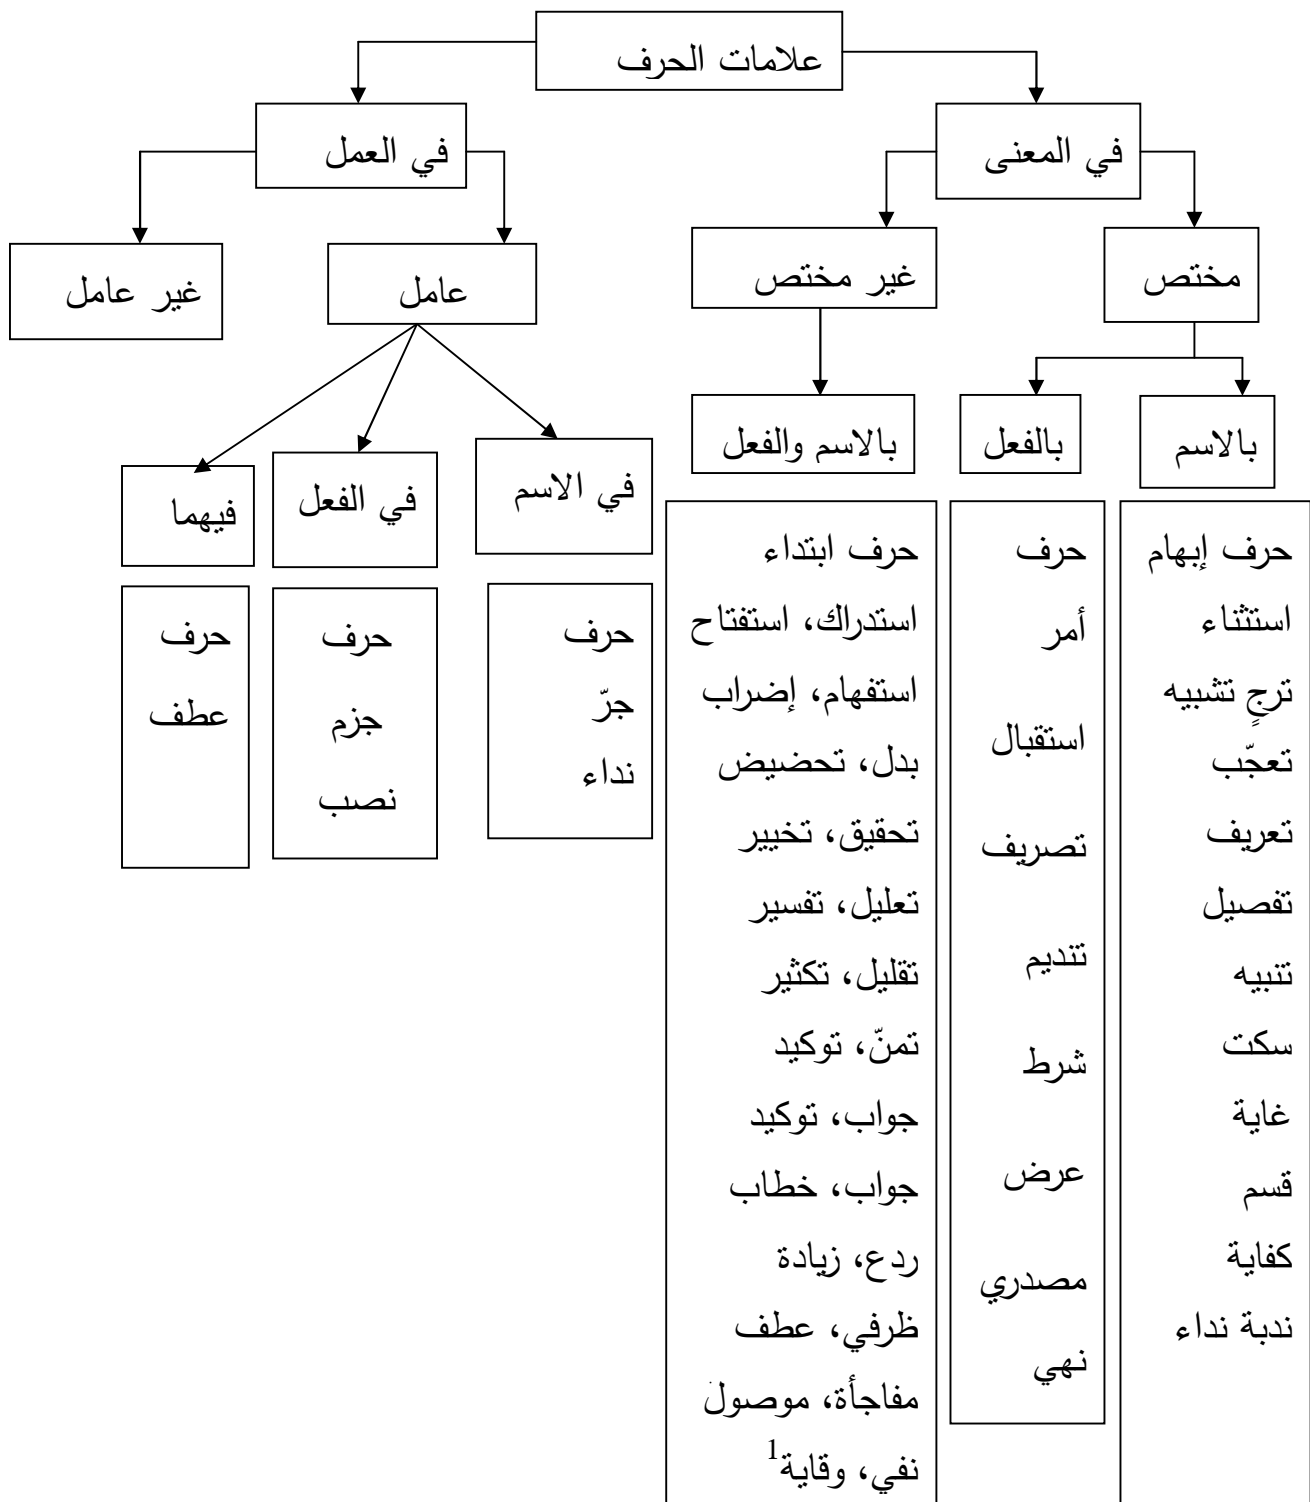 علامات الحرف
في المعنى
في العمل
مختص
غير مختص
عامل
غير عامل
بالاسم
بالفعل
بالاسم والفعل
في الاسم
في الفعل
فيهما
حرف إبهام
استثناء
ترجٍ تشبيه
تعجّب
تعريف
تفصيل
تنبيه
سكت
غاية
قسم
كفاية
ندبة نداء
حرف
أمر
استقبال
تصريف
تنديم
شرط
عرض
مصدري
نهي
حرف ابتداء
استدراك، استفتاح
استفهام، إضراب
بدل، تحضيض
تحقيق، تخيير
تعليل، تفسير
تقليل، تكثير
تمنّ، توكيد
جواب، توكيد
جواب، خطاب
ردع، زيادة
ظرفي، عطف
مفاجأة، موصول
نفي، وقاية1
حرف
جرّ
نداء
حرف
جزم
نصب
حرف
عطف